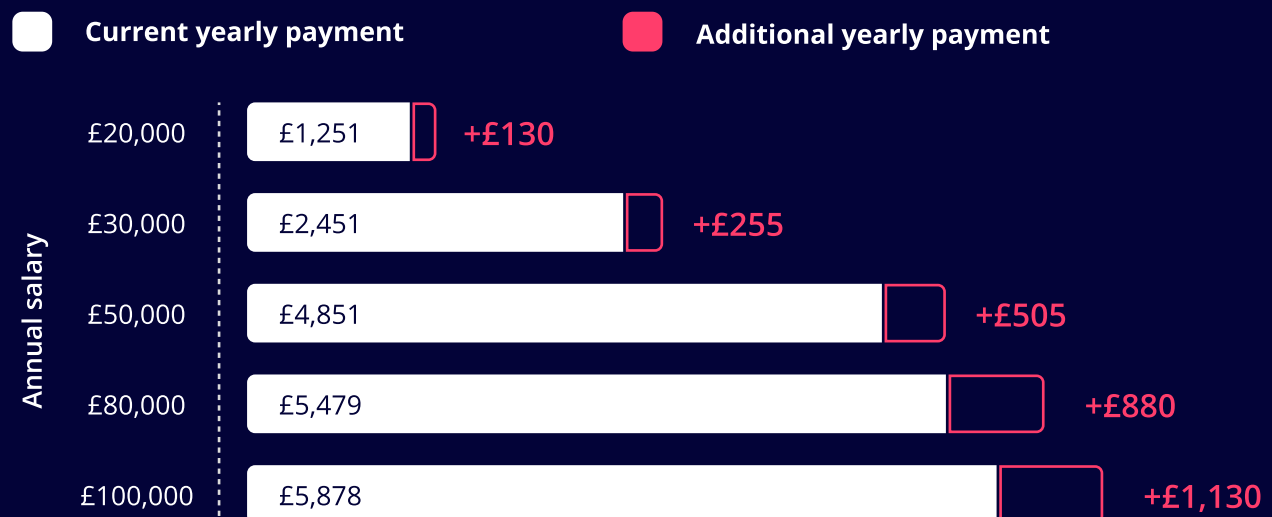 Current yearly payment
Additional yearly payment
Annual salary
£20,000 £1,251 +£130
£30,000 £2,451 +£255
£50,000 £4,851 +£505
£80,000 £5,479 +£880
£100,000 £5,878 +£1,130